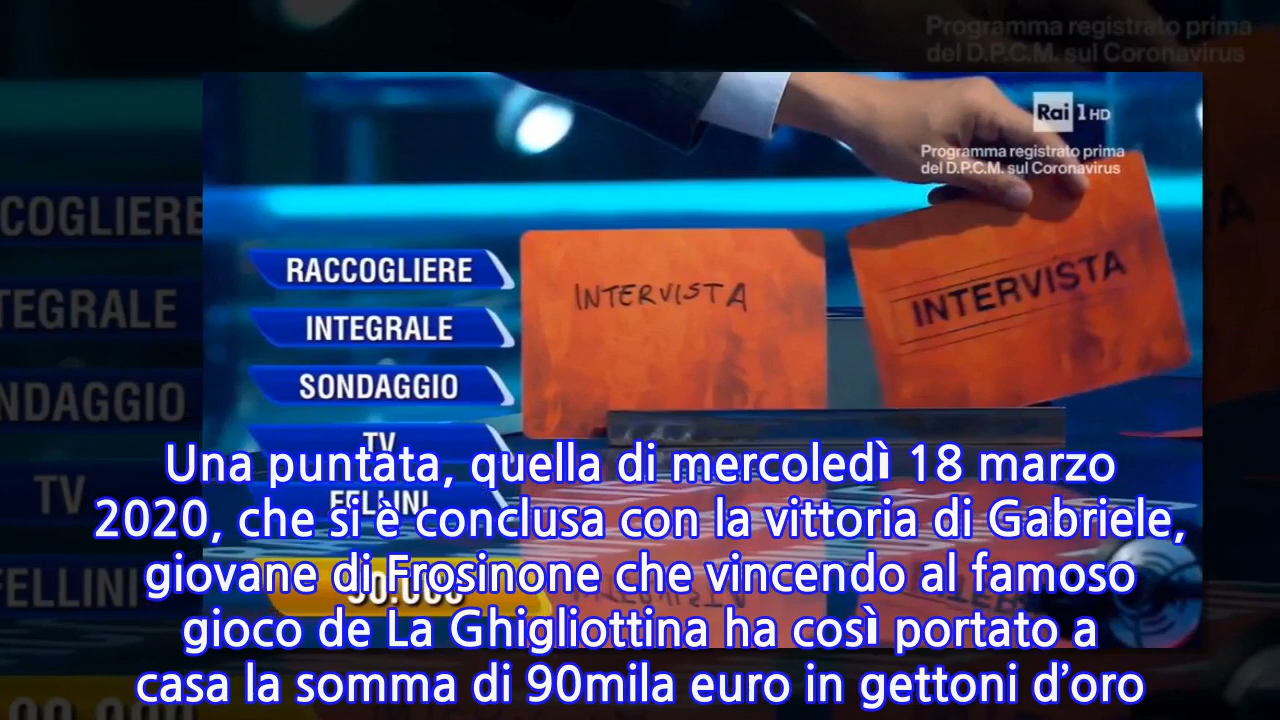 Programma registrato prima
del D.P.C.M. sul Coronavirus
Rai 1 HD
Programma registrato prima
del D.P.C.M. sul Coronavirus
COGLIERE
RACCOGLIERE
INTERVISTA
INTERVISTA
TEGRALE
INTEGRALE
NDAGGIO
SONDAGGIO
TV
TV
FELLINI
FELLINI
90.000
Una puntata, quella di mercoledì 18 marzo
2020, che si è conclusa con la vittoria di Gabriele,
giovane di Frosinone che vincendo al famoso
gioco de La Ghigliottina ha così portato a
casa la somma di 90mila euro in gettoni d’oro